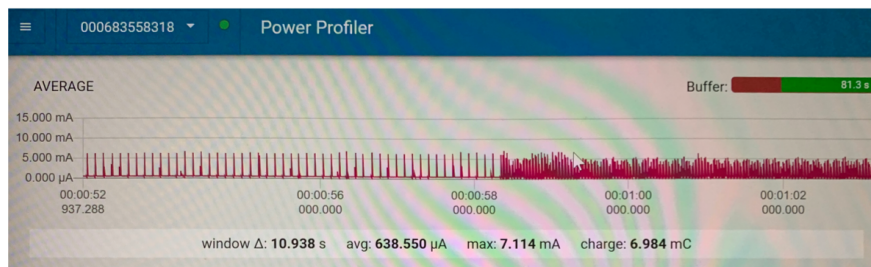 000683558318 Power Profiler
AVERAGE Buffer: 81.3 s
15.000 mA
10.000 mA
5.000 mA
0.000 µA
00:00:52 00:00:56 00:00:58 00:01:00 00:01:02
937.288 000.000 000.000 000.000 000.000
window Δ: 10.938 s avg: 638.550 µA max: 7.114 mA charge: 6.984 mC